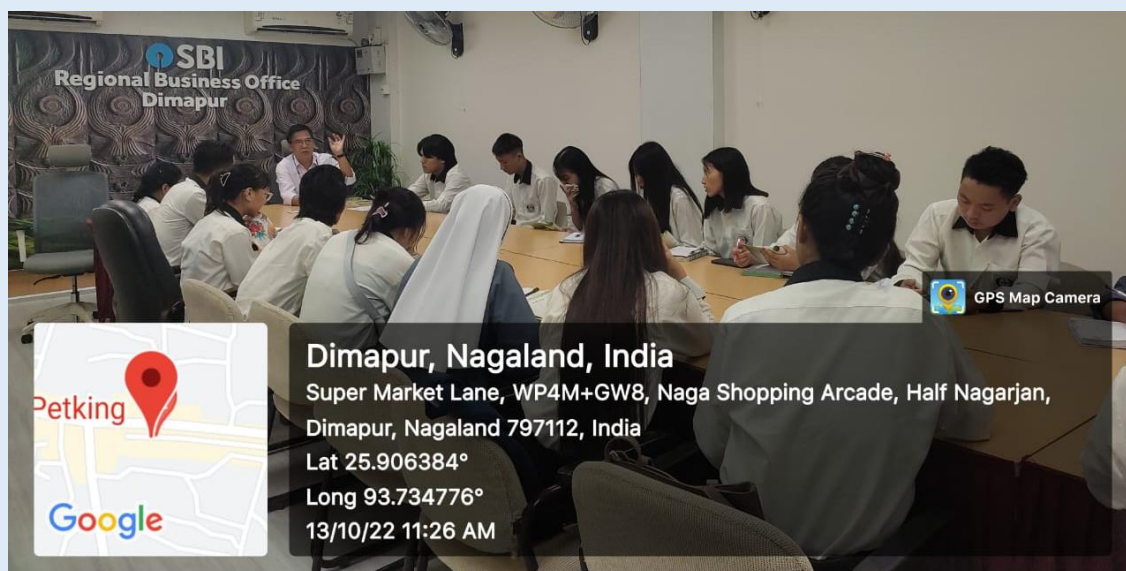 SBI
Regional Business Office
Dimapur
GPS Map Camera
Petking
Google
Dimapur, Nagaland, India
Super Market Lane, WP4M+GW8, Naga Shopping Arcade, Half Nagarjan,
Dimapur, Nagaland 797112, India
Lat 25.906384°
Long 93.734776°
13/10/22 11:26 AM